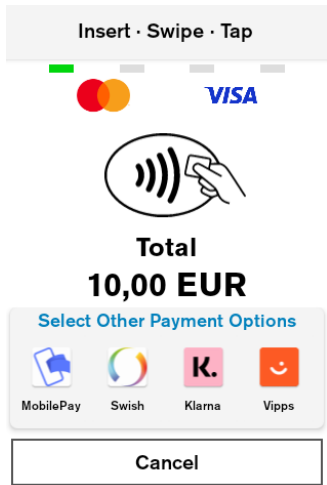 Insert · Swipe · Tap
VISA
Total
10,00 EUR
Select Other Payment Options
K.
MobilePay Swish Klarna Vipps
Cancel